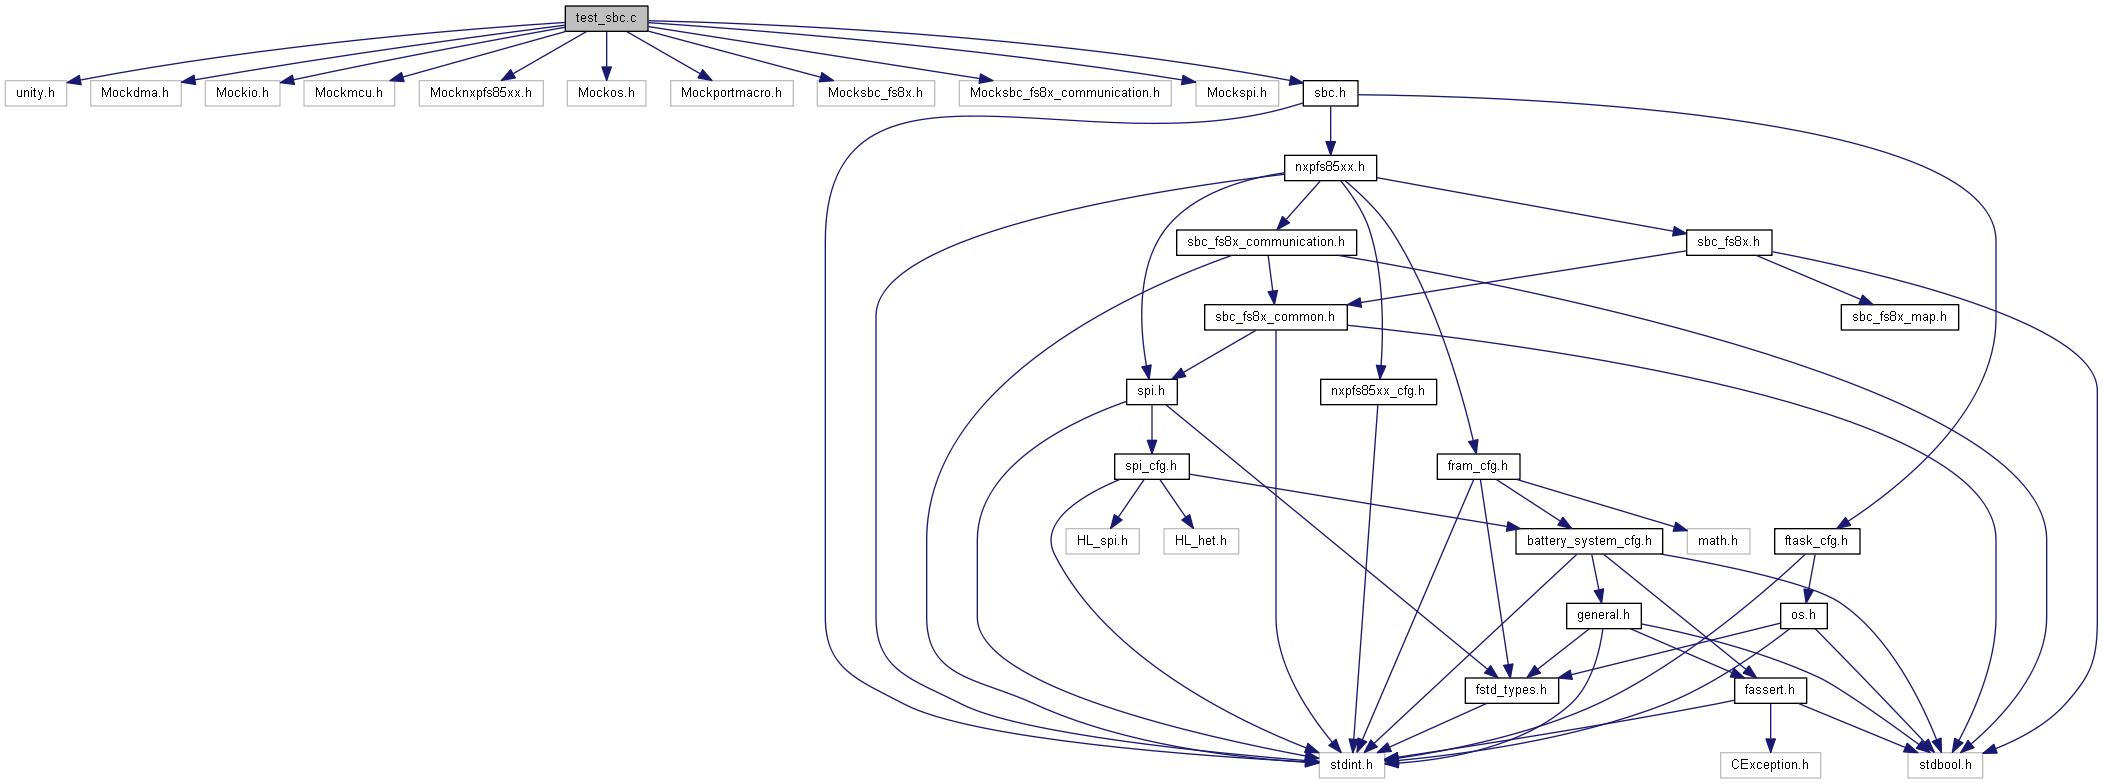 test_sbc.c
unity.h
Mockdma.h
Mockio.h
Mockmcu.h
Mocknxpfs85xx.h
Mockos.h
Mockportmacro.h
Mocksbc_fs8x.h
Mocksbc_fs8x_communication.h
Mockspi.h
sbc.h
nxpfs85xx.h
sbc_fs8x_communication.h
sbc_fs8x.h
sbc_fs8x_common.h
sbc_fs8x_map.h
spi.h
nxpfs85xx_cfg.h
spi_cfg.h
fram_cfg.h
HL_spi.h
HL_het.h
battery_system_cfg.h
math.h
ftask_cfg.h
general.h
os.h
fstd_types.h
fassert.h
stdint.h
CException.h
stdbool.h